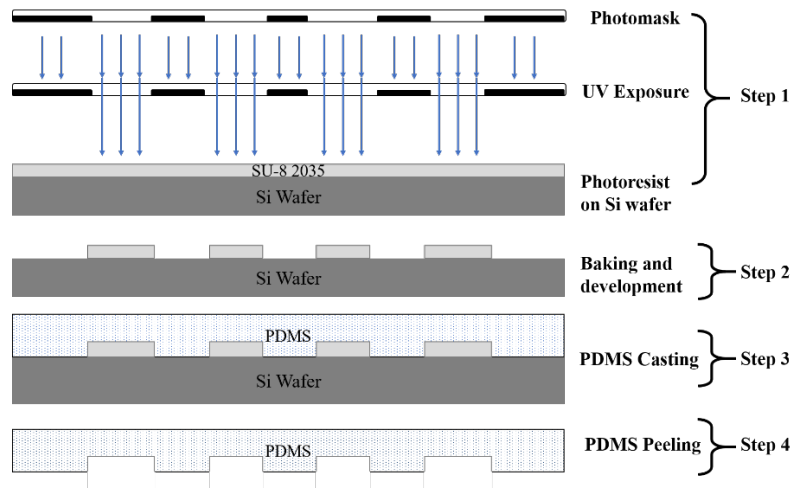 Photomask
UV Exposure
Step 1
SU-8 2035
Si Wafer
Photoresist
on Si wafer
Si Wafer
Baking and
development
Step 2
PDMS
Si Wafer
PDMS Casting
Step 3
PDMS
PDMS Peeling
Step 4